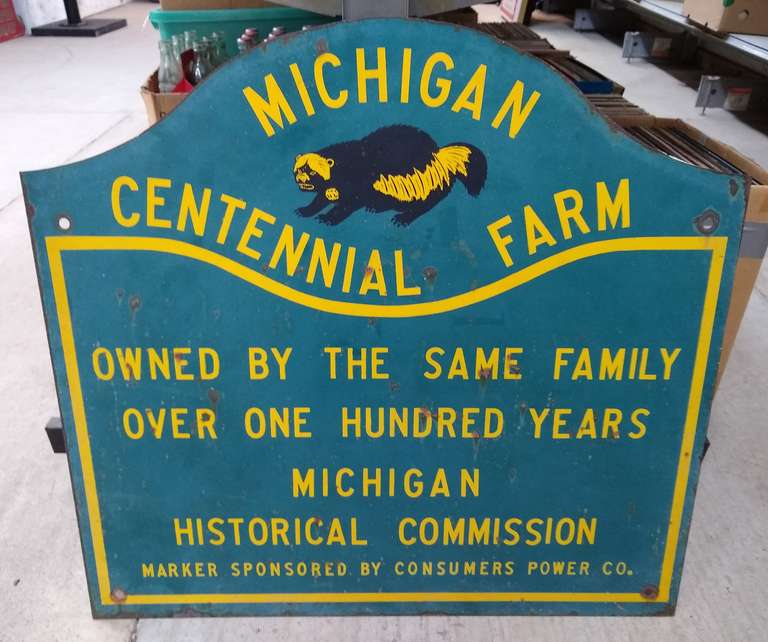 MICHIGAN
CENTENNIAL FARM
OWNED BY THE SAME FAMILY
OVER ONE HUNDRED YEARS
MICHIGAN
HISTORICAL COMMISSION
MARKER SPONSORED BY CONSUMERS POWER CO.